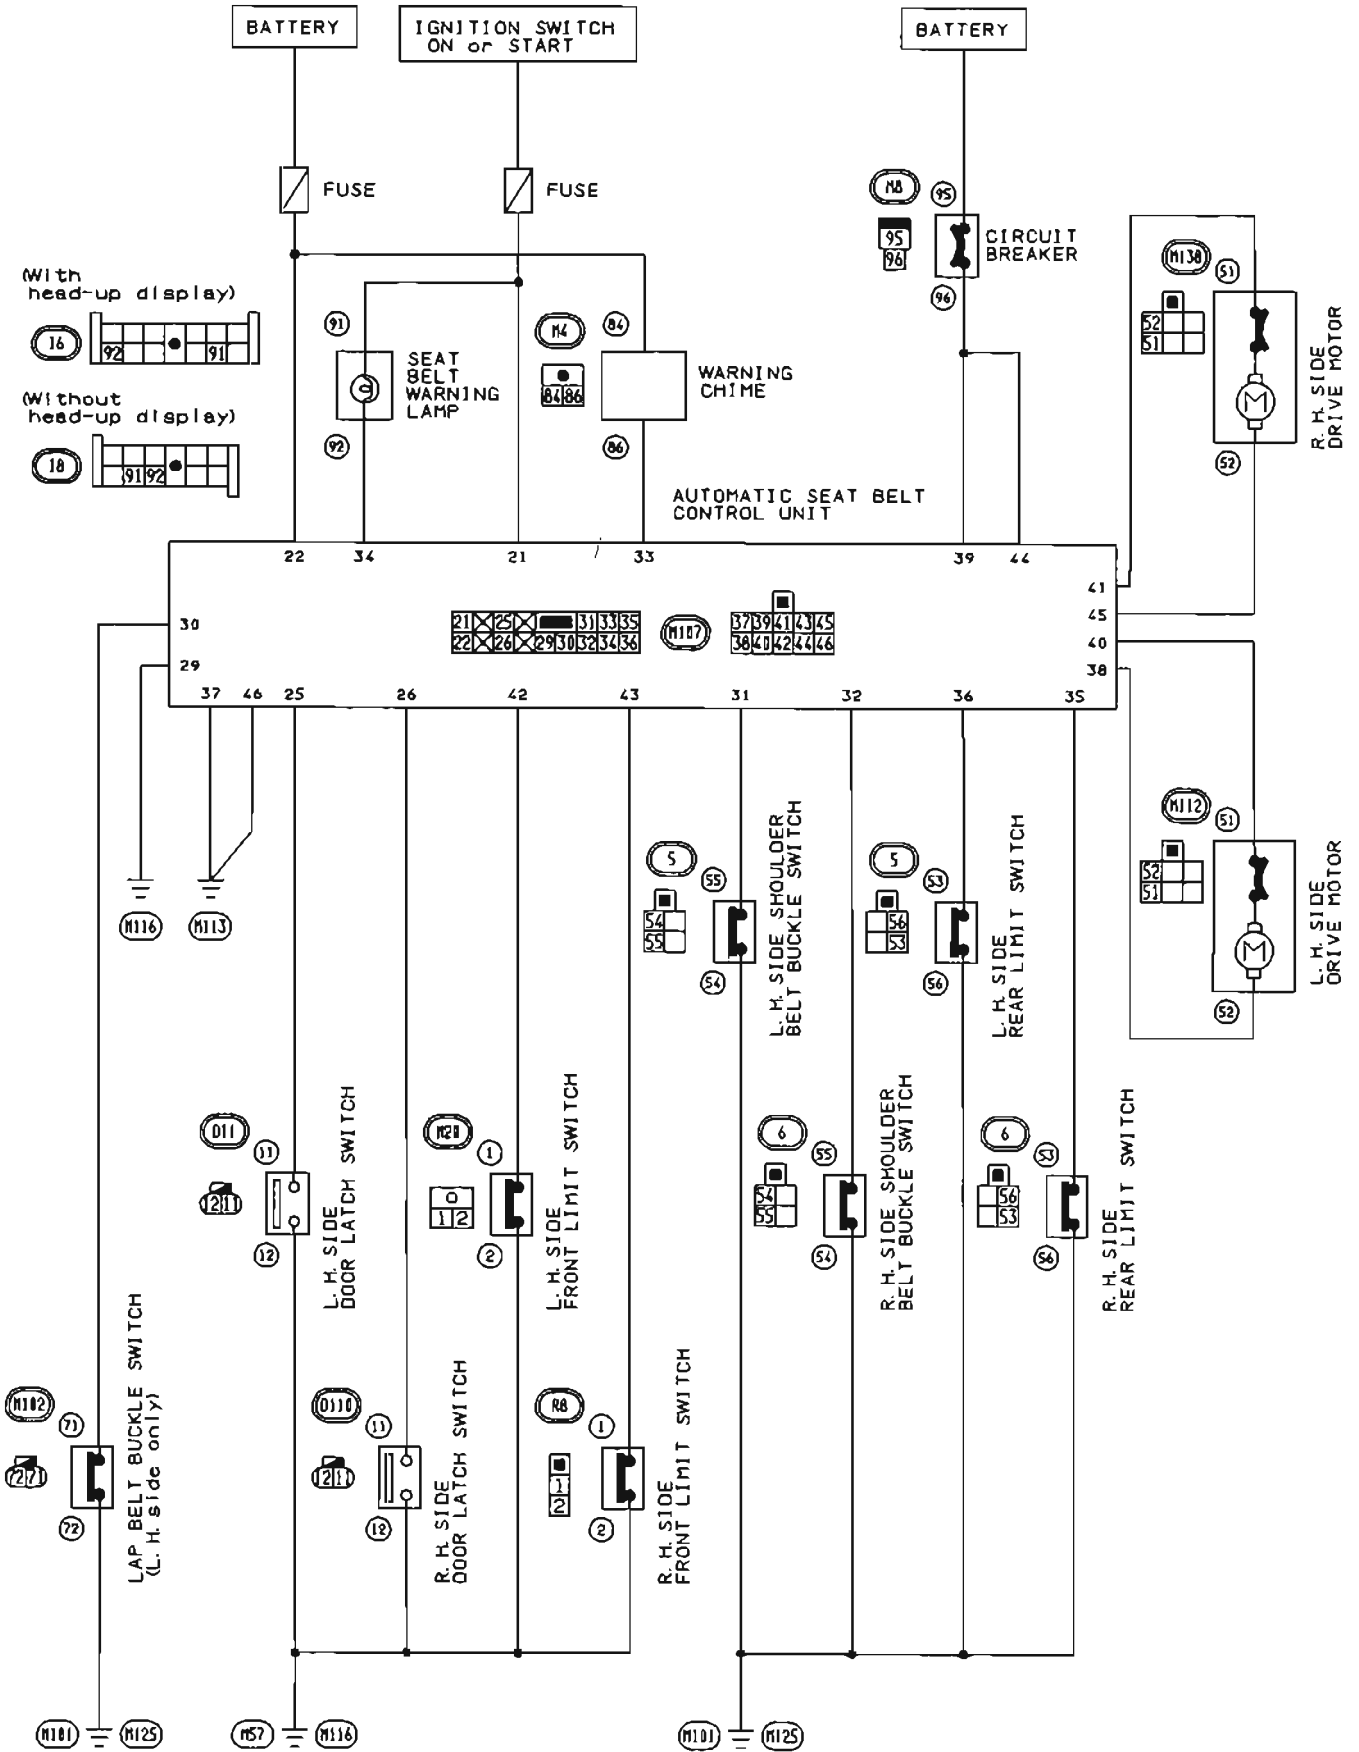 BATTERY
IGNITION SWITCH
ON or START
BATTERY
FUSE
FUSE
M8
95
95
96
CIRCUIT
BREAKER
96
(With
head-up display)
16
92
91
(Without
head-up display)
18
91 92
91
SEAT
BELT
WARNING
LAMP
92
M4
84 86
84
WARNING
CHIME
86
M138
51
52
51
R. H. SIDE
DRIVE MOTOR
52
AUTOMATIC SEAT BELT
CONTROL UNIT
22 34 21 33 39 44
41
45
40
38
30
29
21 25 31 33 35
22 26 29 30 32 34 36
M107
37 39 41 43 45
38 40 42 44 46
37 46 25 26 42 43 31 32 36 35
M116
M113
5
55
54
55
54
L. H. SIDE SHOULDER
BELT BUCKLE SWITCH
5
53
56
53
56
L. H. SIDE
REAR LIMIT SWITCH
M112
51
52
51
L. H. SIDE
DRIVE MOTOR
52
D11
11
12 11
12
L. H. SIDE
DOOR LATCH SWITCH
M20
1
1 2
2
L. H. SIDE
FRONT LIMIT SWITCH
6
55
54
55
54
R. H. SIDE SHOULDER
BELT BUCKLE SWITCH
6
53
56
53
56
R. H. SIDE
REAR LIMIT SWITCH
M102
71
72 71
72
LAP BELT BUCKLE SWITCH
(L. H. side only)
D110
11
12 11
12
R. H. SIDE
DOOR LATCH SWITCH
R8
1
1
2
2
R. H. SIDE
FRONT LIMIT SWITCH
M101
M125
M57
M116
M101
M125